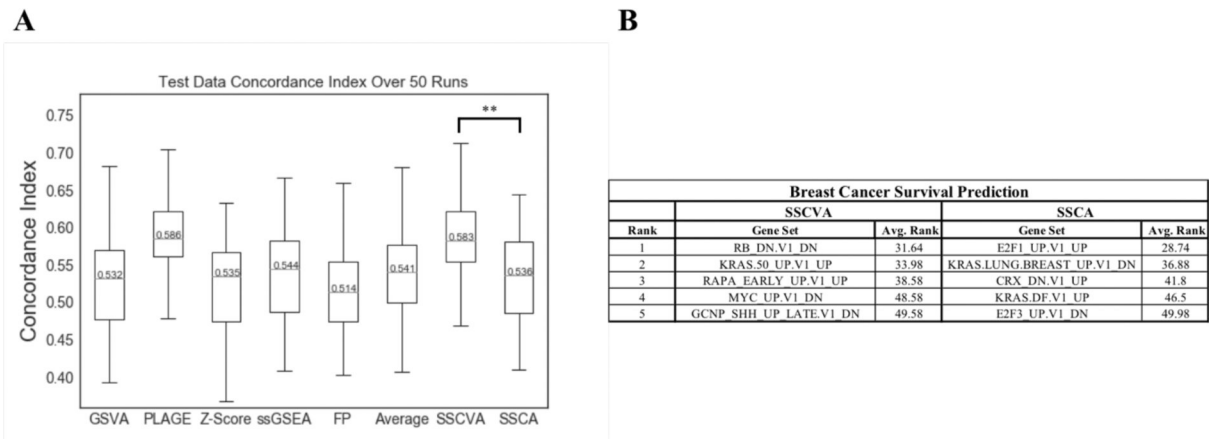 A
B
Test Data Concordance Index Over 50 Runs
**
Concordance Index
0.75
0.70
0.65
0.60
0.55
0.50
0.45
0.40
0.532
0.586
0.535
0.544
0.514
0.541
0.583
0.536
GSVA PLAGE Z-Score ssGSEA FP Average SSCVA SSCA
Breast Cancer Survival Prediction
SSCVA SSCA
Rank Gene Set Avg. Rank Gene Set Avg. Rank
1 RB_DN.V1_DN 31.64 E2F1_UP.V1_UP 28.74
2 KRAS.50_UP.V1_UP 33.98 KRAS.LUNG.BREAST_UP.V1_DN 36.88
3 RAPA_EARLY_UP.V1_UP 38.58 CRX_DN.V1_UP 41.8
4 MYC_UP.V1_DN 48.58 KRAS.DF.V1_UP 46.5
5 GCNP_SHH_UP_LATE.V1_DN 49.58 E2F3_UP.V1_DN 49.98